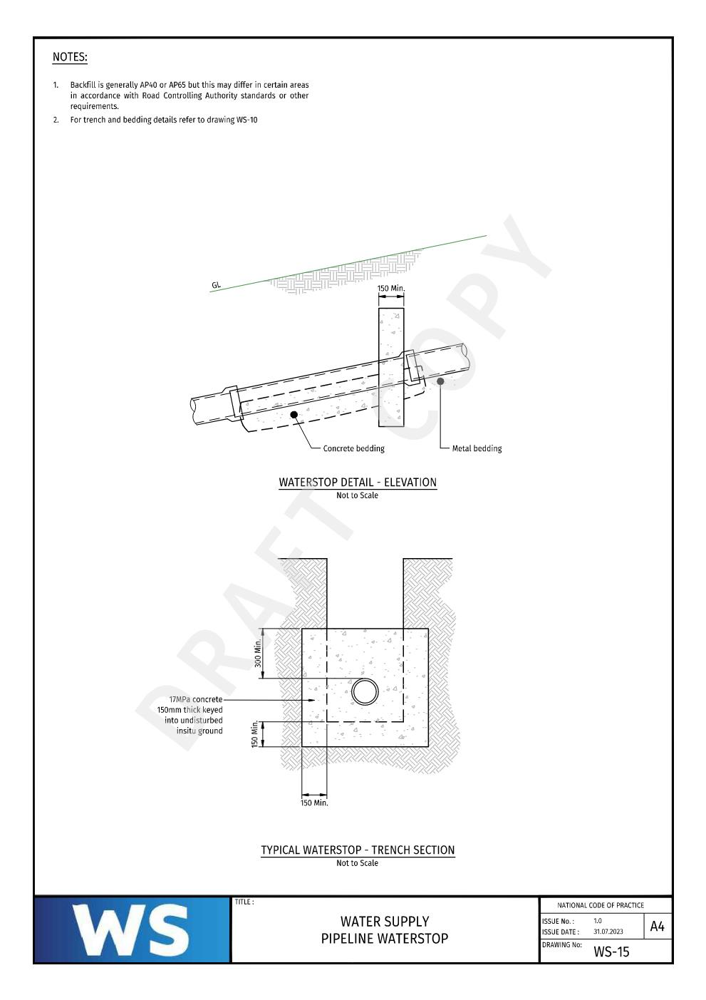 NOTES:
1. Backfill is generally AP40 or AP65 but this may differ in certain areas
in accordance with Road Controlling Authority standards or other
requirements.
2. For trench and bedding details refer to drawing WS-10
GL
150 Min.
Concrete bedding
Metal bedding
WATERSTOP DETAIL - ELEVATION
Not to Scale
DRAFT COPY
300 Min.
17MPa concrete
150mm thick keyed
into undisturbed
insitu ground
150 Min.
150 Min.
TYPICAL WATERSTOP - TRENCH SECTION
Not to Scale
WS
TITLE :
WATER SUPPLY
PIPELINE WATERSTOP
NATIONAL CODE OF PRACTICE
ISSUE No. : 1.0
ISSUE DATE : 31.07.2023
A4
DRAWING No: WS-15